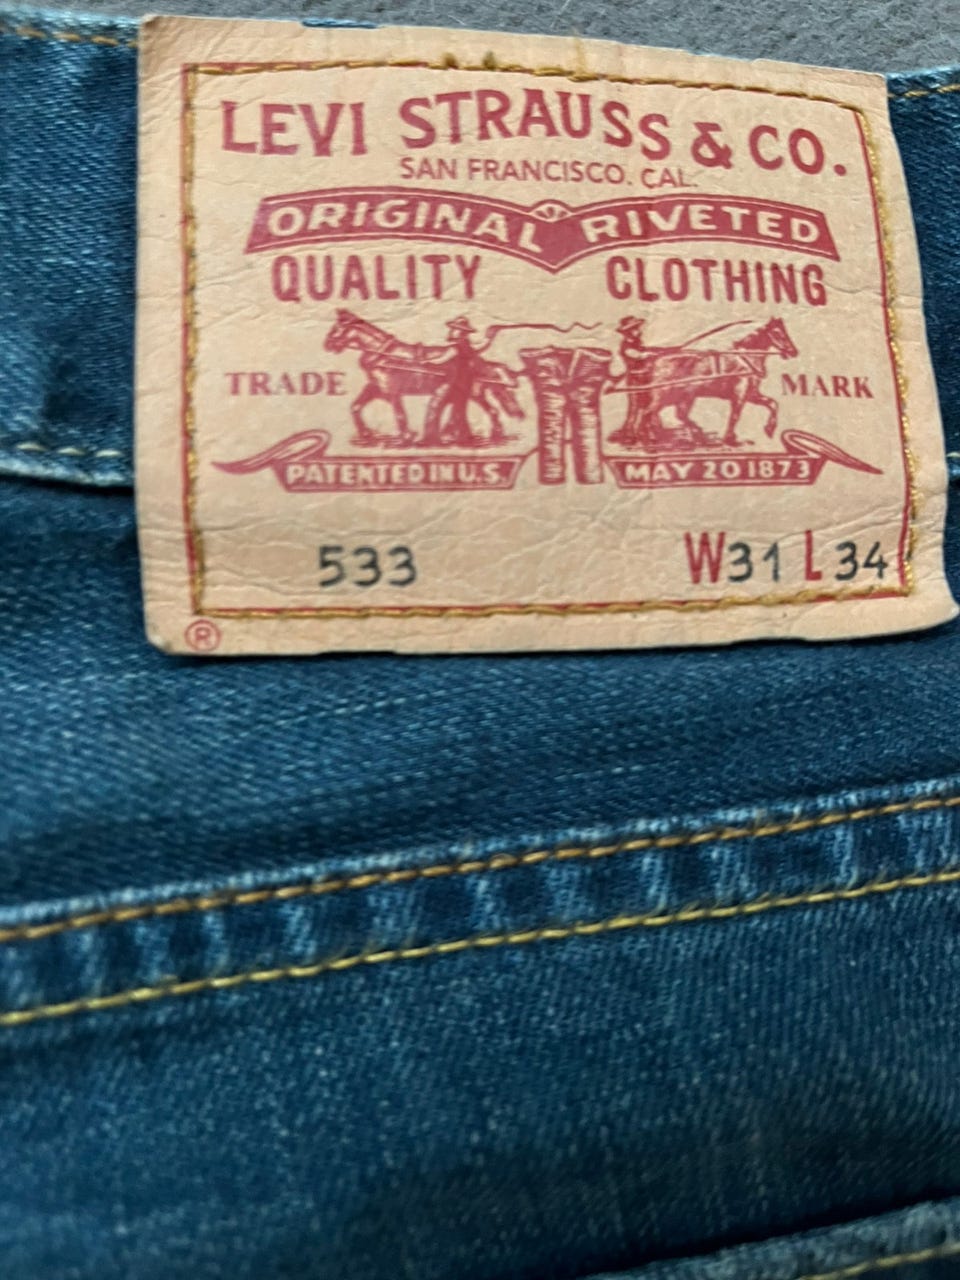 LEVI STRAUSS & CO.
SAN FRANCISCO. CAL.
ORIGINAL RIVETED
QUALITY CLOTHING
TRADE MARK
PATENTED IN U.S. MAY 20 1873
533 W31 L34
®